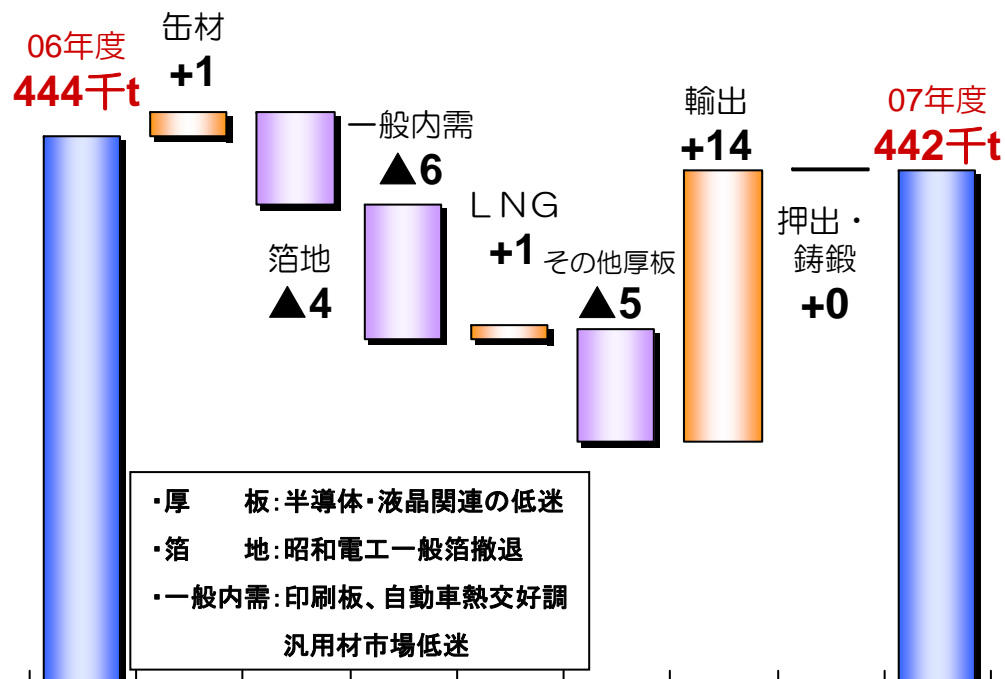 06年度
444千t
缶材
+1
箔地
▲4
一般内需
▲6
LNG
+1
その他厚板
▲5
輸出
+14
押出・
鋳鍛
+0
07年度
442千t
・厚　　板:半導体・液晶関連の低迷
・箔　　地:昭和電工一般箔撤退
・一般内需:印刷板、自動車熱交好調
汎用材市場低迷